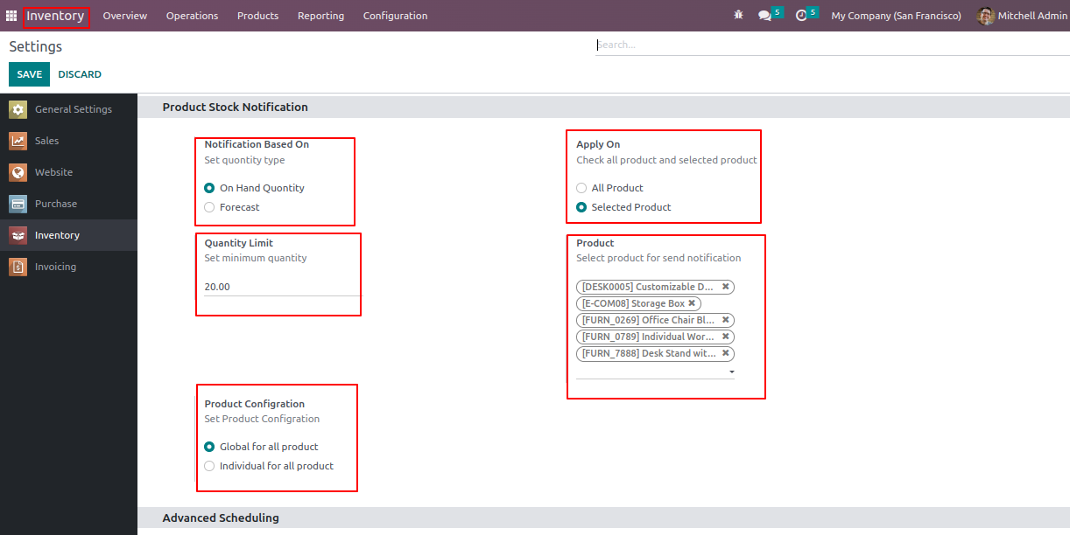 Inventory Overview Operations Products Reporting Configuration 5 5 My Company (San Francisco) Mitchell Admin
Settings
Search...
SAVE DISCARD
General Settings
Sales
Website
Purchase
Inventory
Invoicing
Product Stock Notification
Notification Based On
Set quontity type
On Hand Quontity
Forecast
Apply On
Check all product and selected product
All Product
Selected Product
Quantity Limit
Set minimum quantity
20.00
Product
Select product for send notification
[DESK0005] Customizable D...
[E-COM08] Storage Box
[FURN_0269] Office Chair Bl...
[FURN_0789] Individual Wor...
[FURN_7888] Desk Stand wit...
Product Configration
Set Product Configration
Global for all product
Individual for all product
Advanced Scheduling